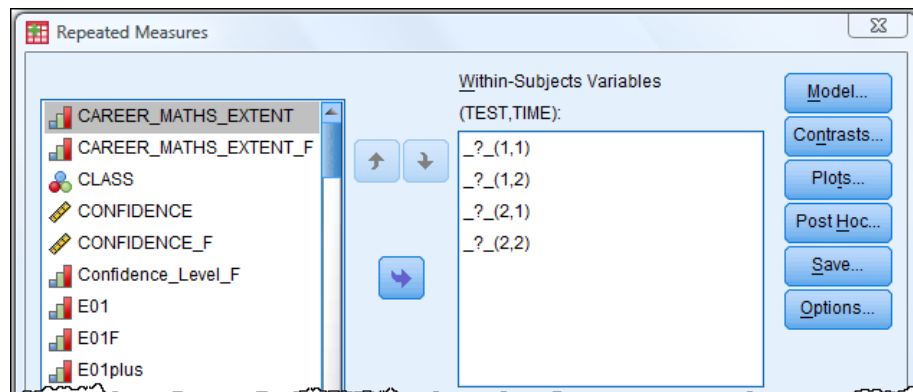 Repeated Measures
CAREER_MATHS_EXTENT
CAREER_MATHS_EXTENT_F
CLASS
CONFIDENCE
CONFIDENCE_F
Confidence_Level_F
E01
E01F
E01plus
Within-Subjects Variables
(TEST,TIME):
_?_(1,1)
_?_(1,2)
_?_(2,1)
_?_(2,2)
Model...
Contrasts...
Plots...
Post Hoc...
Save...
Options...